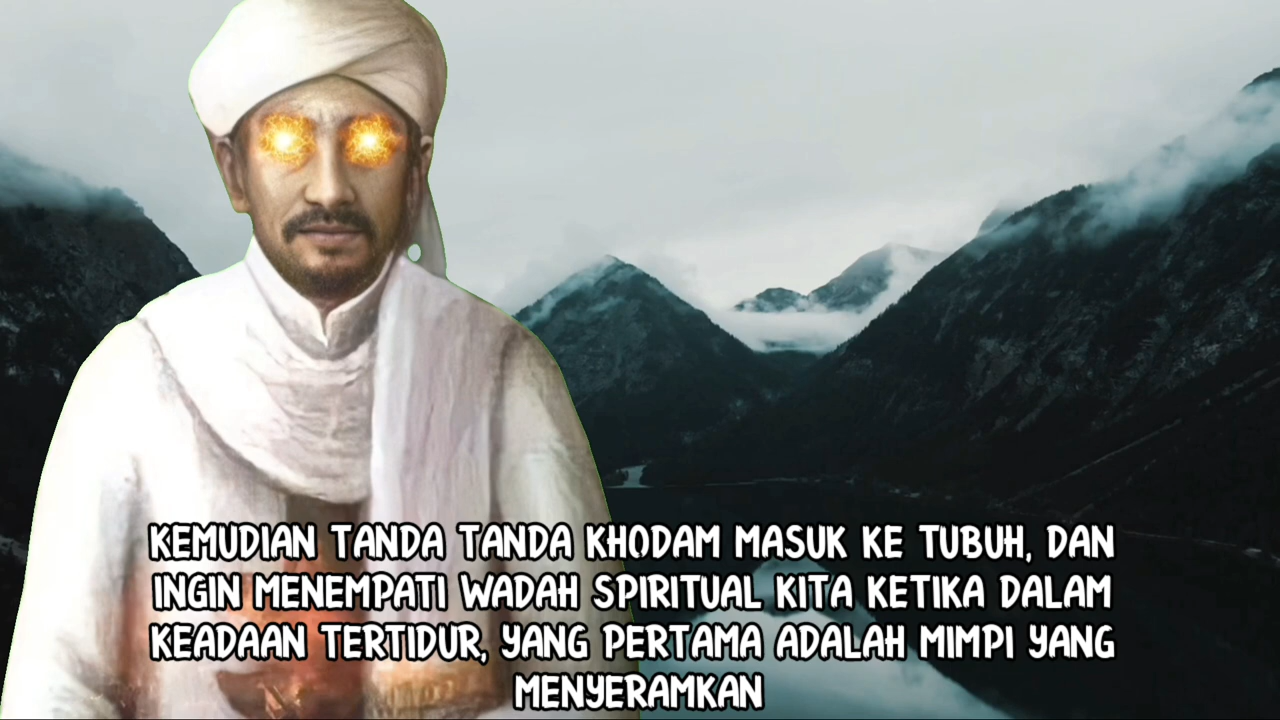 KEMUDIAN TANDA TANDA KHODAM MASUK KE TUBUH, DAN
INGIN MENEMPATI WADAH SPIRITUAL KITA KETIKA DALAM
KEADAAN TERTIDUR, YANG PERTAMA ADALAH MIMPI YANG
MENYERAMKAN